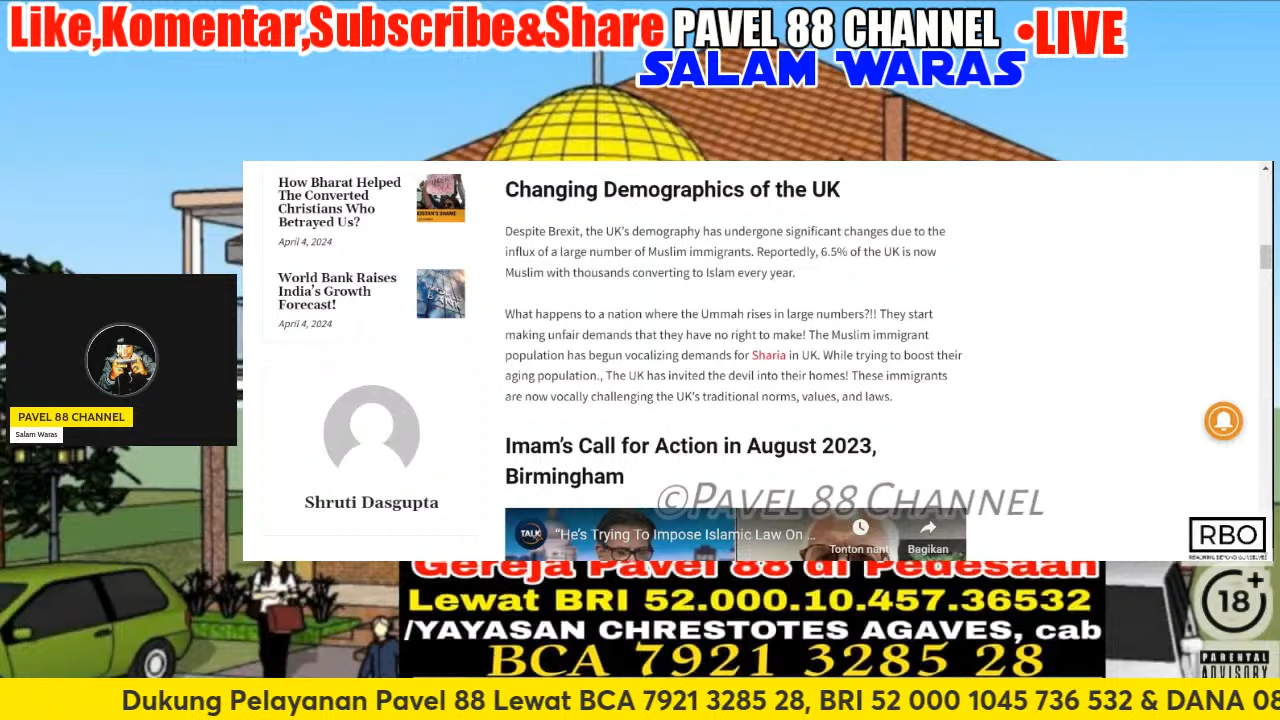 Like,Komentar,Subscribe&Share PAVEL 88 CHANNEL •LIVE
SALAM WARAS
How Bharat Helped
The Converted
Christians Who
Betrayed Us?
April 4, 2024
World Bank Raises
India's Growth
Forecast!
April 4, 2024
Shruti Dasgupta
Changing Demographics of the UK
Despite Brexit, the UK's demography has undergone significant changes due to the
influx of a large number of Muslim immigrants. Reportedly, 6.5% of the UK is now
Muslim with thousands converting to Islam every year.
What happens to a nation where the Ummah rises in large numbers?!! They start
making unfair demands that they have no right to make! The Muslim immigrant
population has begun vocalizing demands for Sharia in UK. While trying to boost their
aging population., The UK has invited the devil into their homes! These immigrants
are now vocally challenging the UK's traditional norms, values, and laws.
Imam's Call for Action in August 2023,
Birmingham
©PAVEL 88 CHANNEL
TALK
"He's Trying To Impose Islamic Law On ...
Tonton nanti
Bagikan
PAVEL 88 CHANNEL
Salam Waras
RBO
READING BEYOND OURSELVES
18+
PARENTAL
ADVISORY
Gereja Pavel 88 di Pedesaan
Lewat BRI 52.000.10.457.36532
/YAYASAN CHRESTOTES AGAVES, cab
BCA 7921 3285 28
Dukung Pelayanan Pavel 88 Lewat BCA 7921 3285 28, BRI 52 000 1045 736 532 & DANA 08